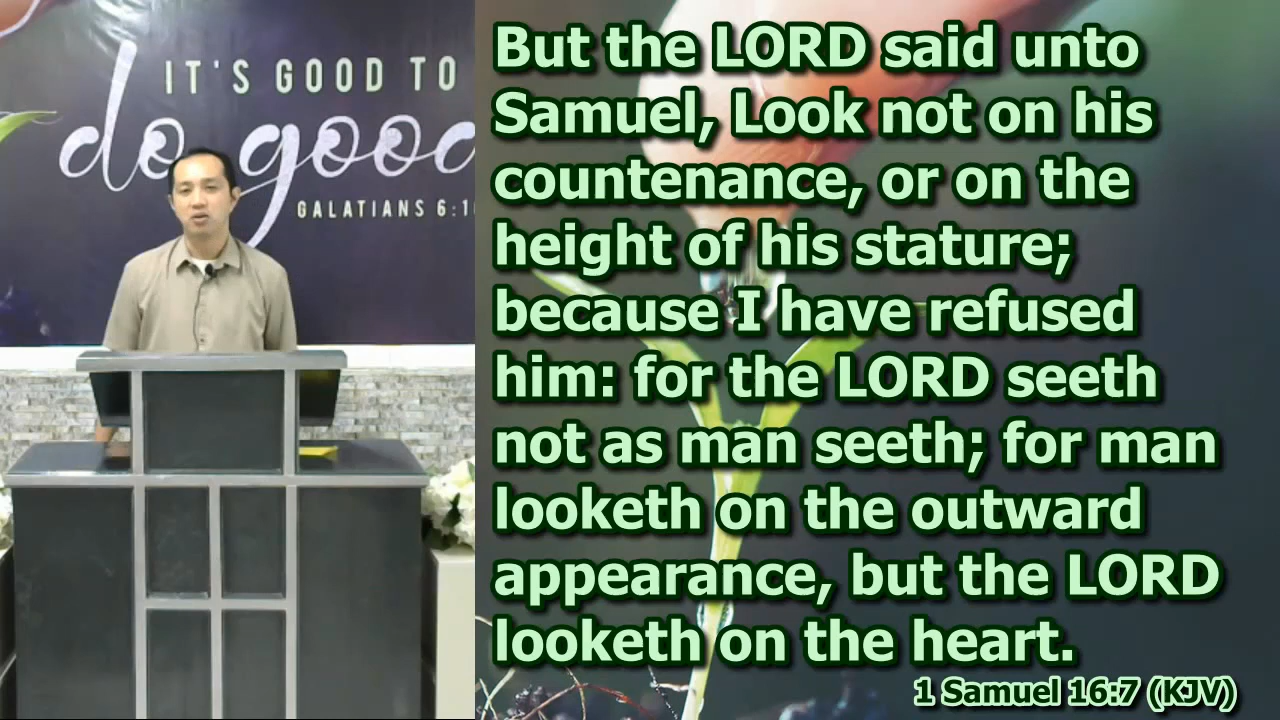 IT'S GOOD TO
do good
GALATIANS 6:1
But the LORD said unto
Samuel, Look not on his
countenance, or on the
height of his stature;
because I have refused
him: for the LORD seeth
not as man seeth; for man
looketh on the outward
appearance, but the LORD
looketh on the heart.
1 Samuel 16:7 (KJV)